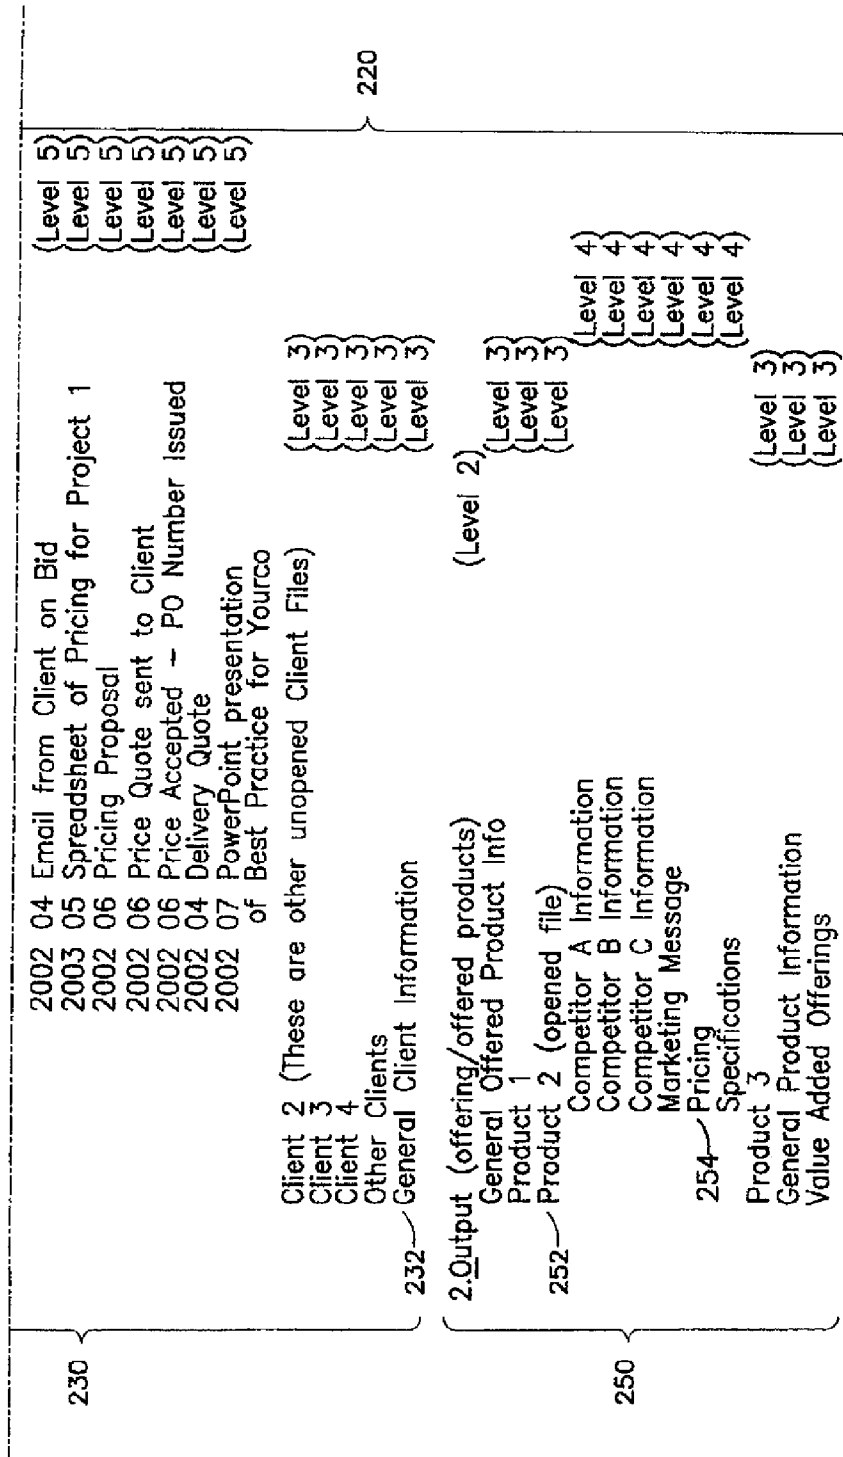 2002 04 Email from Client on Bid (Level 5)
2003 05 Spreadsheet of Pricing for Project 1 (Level 5)
2002 06 Pricing Proposal (Level 5)
2002 06 Price Quote sent to Client (Level 5)
2002 06 Price Accepted – PO Number Issued (Level 5)
2002 04 Delivery Quote (Level 5)
2002 07 PowerPoint presentation (Level 5)
of Best Practice for Yourco
230
Client 2 (These are other unopened Client Files) (Level 3)
Client 3 (Level 3)
Client 4 (Level 3)
Other Clients (Level 3)
232 General Client Information (Level 3)
220
2.Output (offering/offered products) (Level 2)
General Offered Product Info (Level 3)
Product 1 (Level 3)
252 Product 2 (opened file) (Level 3)
Competitor A Information (Level 4)
Competitor B Information (Level 4)
Competitor C Information (Level 4)
Marketing Message (Level 4)
254 Pricing (Level 4)
Specifications (Level 4)
250
Product 3 (Level 3)
General Product Information (Level 3)
Value Added Offerings (Level 3)